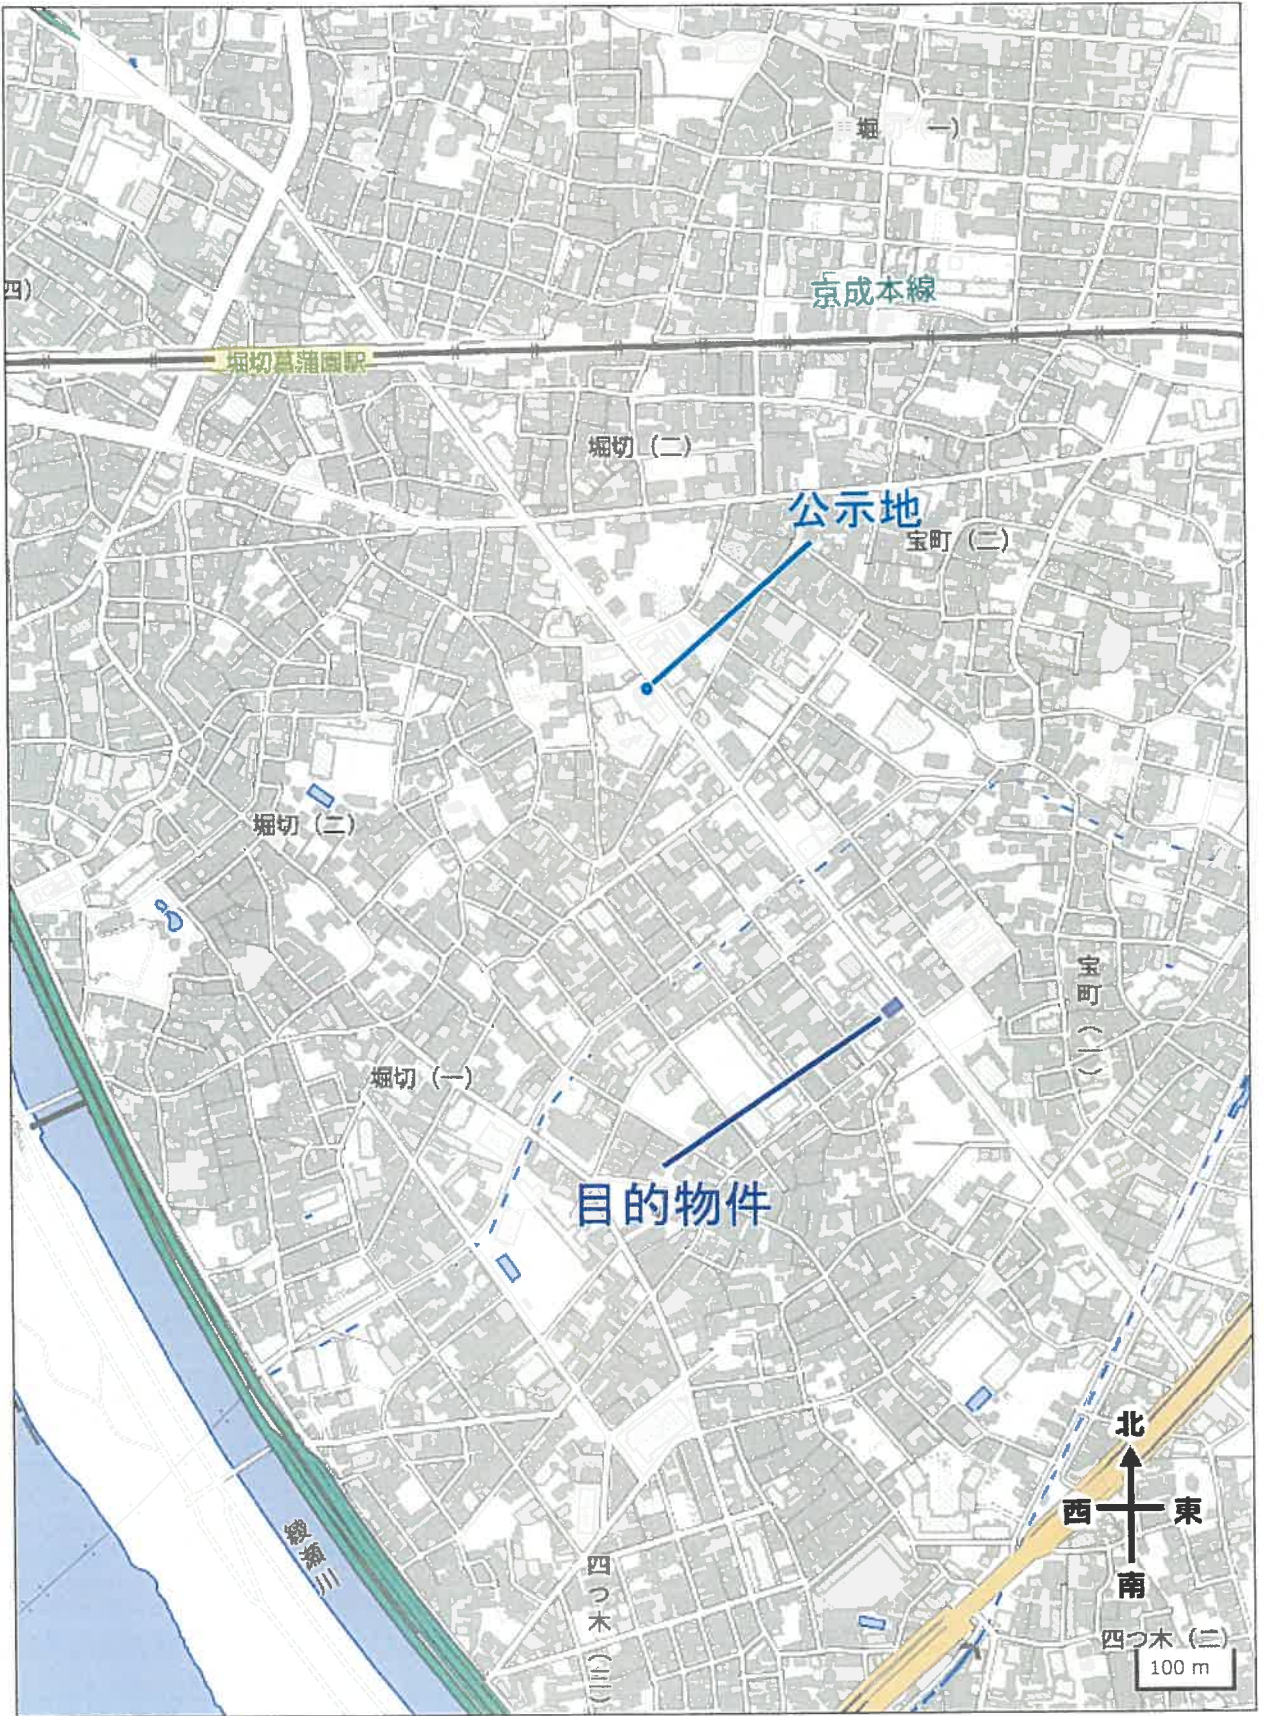 堀切（一）
京成本線
四）
堀切菖蒲園駅
堀切（二）
公示地
宝町（二）
堀切（二）
宝町（一）
堀切（一）
目的物件
北
西
東
南
綾瀬川
四つ木（三）
四つ木（二）
100 m